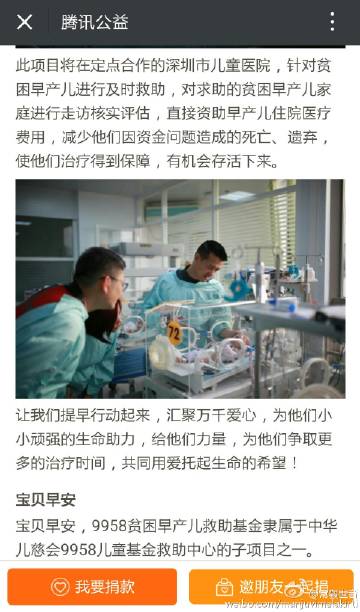 腾讯公益
此项目将在定点合作的深圳市儿童医院，针对贫
困早产儿进行及时救助，对求助的贫困早产儿家
庭进行走访核实评估，直接资助早产儿住院医疗
费用，减少他们因资金问题造成的死亡、遗弃，
使他们治疗得到保障，有机会存活下来。
72
让我们提早行动起来，汇聚万千爱心，为他们小
小顽强的生命助力，给他们力量，为他们争取更
多的治疗时间，共同用爱托起生命的希望！
宝贝早安
宝贝早安，9958贫困早产儿救助基金隶属于中华
儿慈会9958儿童基金救助中心的子项目之一。
我要捐款
邀朋友一起捐